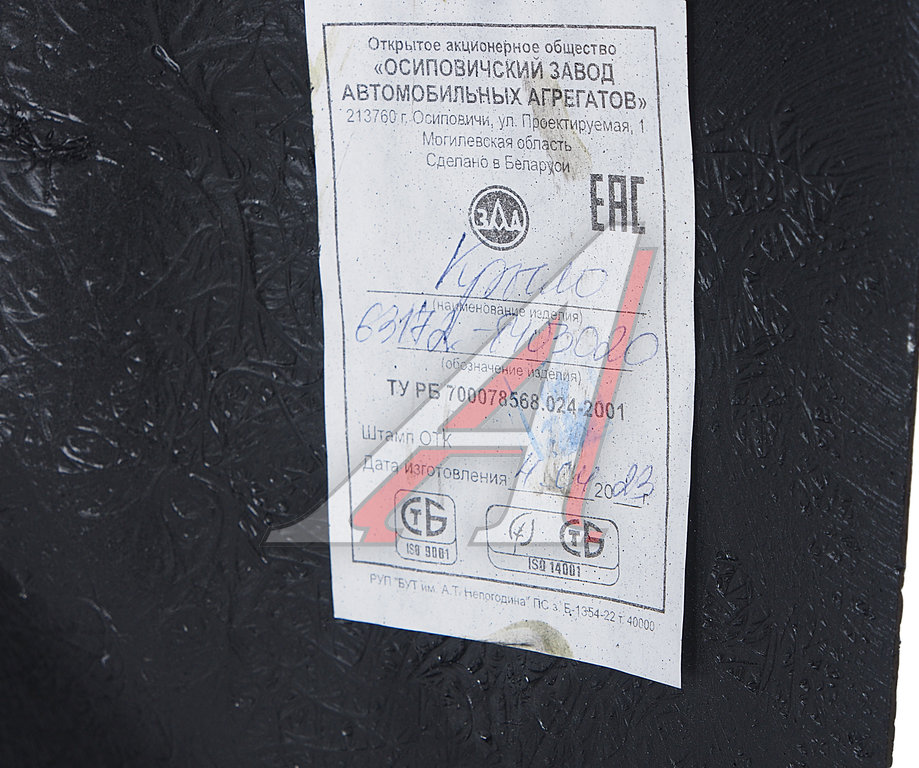 Открытое акционерное общество
«ОСИПОВИЧСКИЙ ЗАВОД
АВТОМОБИЛЬНЫХ АГРЕГАТОВ»
213760 г. Осиповичи, ул. Проектируемая, 1
Могилевская область
Сделано в Беларуси
ЗАА
ЕАС
Крыло
(наименование изделия)
6317Х-8403020
(обозначение изделия)
ТУ РБ 700078568.024-2001
Штамп ОТК
Дата изготовления 04 2023
СТБ
ISO 9001
СТБ
ISO 14001
РУП "БУТ им. А.Т. Непогодина" ПС з. Б-1354-22 т. 40000